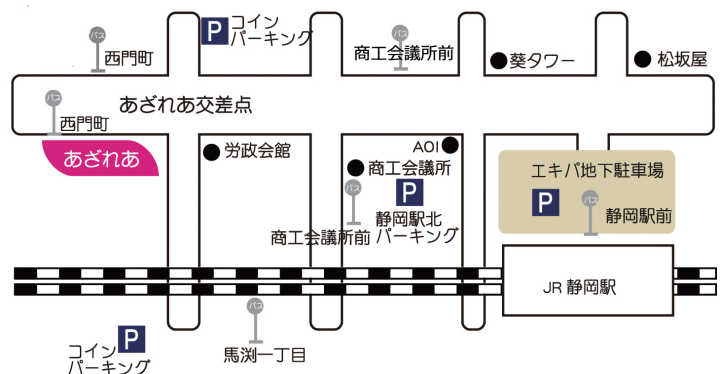 P
コイン
パーキング
バス
西門町
バス
商工会議所前
葵タワー
松坂屋
あざれあ交差点
バス
西門町
あざれあ
労政会館
AOI
商工会議所
エキパ地下駐車場
P
バス
静岡駅前
バス
商工会議所前
P
静岡駅北
パーキング
JR 静岡駅
バス
馬渕一丁目
P
コイン
パーキング